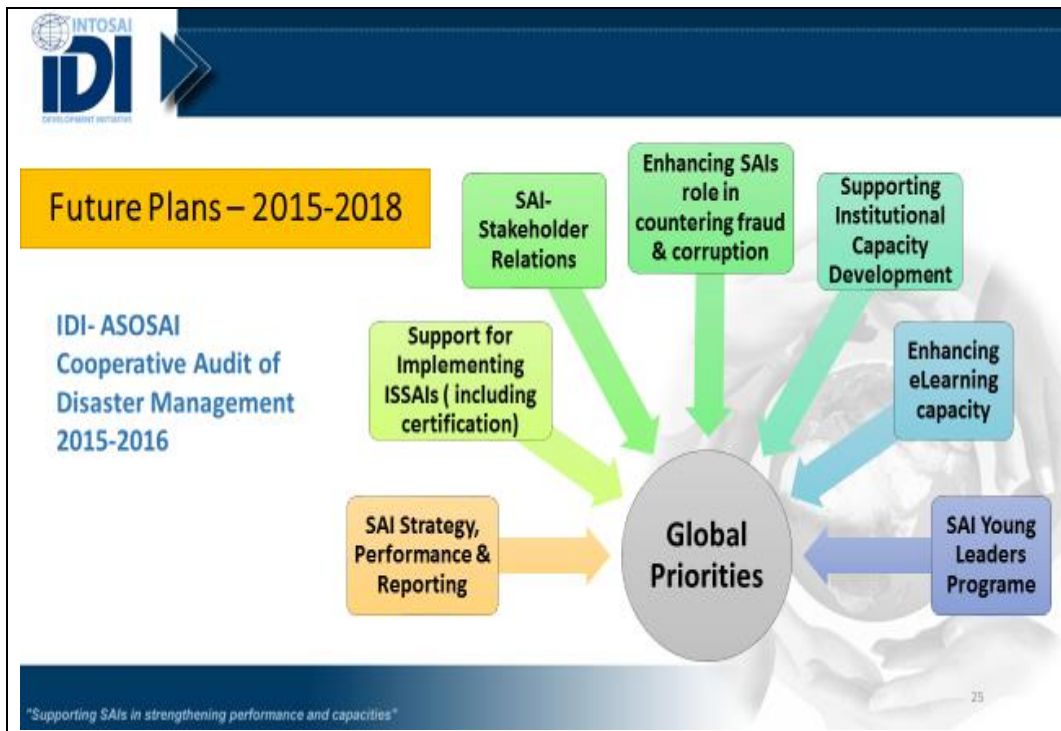 INTOSAI
IDI
DEVELOPMENT INITIATIVE
Future Plans – 2015-2018
IDI- ASOSAI
Cooperative Audit of
Disaster Management
2015-2016
SAI Strategy,
Performance &
Reporting
Support for
Implementing
ISSAIs ( including
certification)
SAI-
Stakeholder
Relations
Enhancing SAIs
role in
countering fraud
& corruption
Supporting
Institutional
Capacity
Development
Enhancing
eLearning
capacity
SAI Young
Leaders
Programe
Global
Priorities
"Supporting SAIs in strengthening performance and capacities"
25